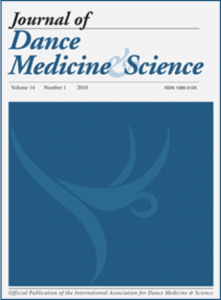 Journal of
Dance
Medicine & Science
Volume 14 Number 1 2010 ISSN 1089-313X
Official Publication of the International Association for Dance Medicine & Science